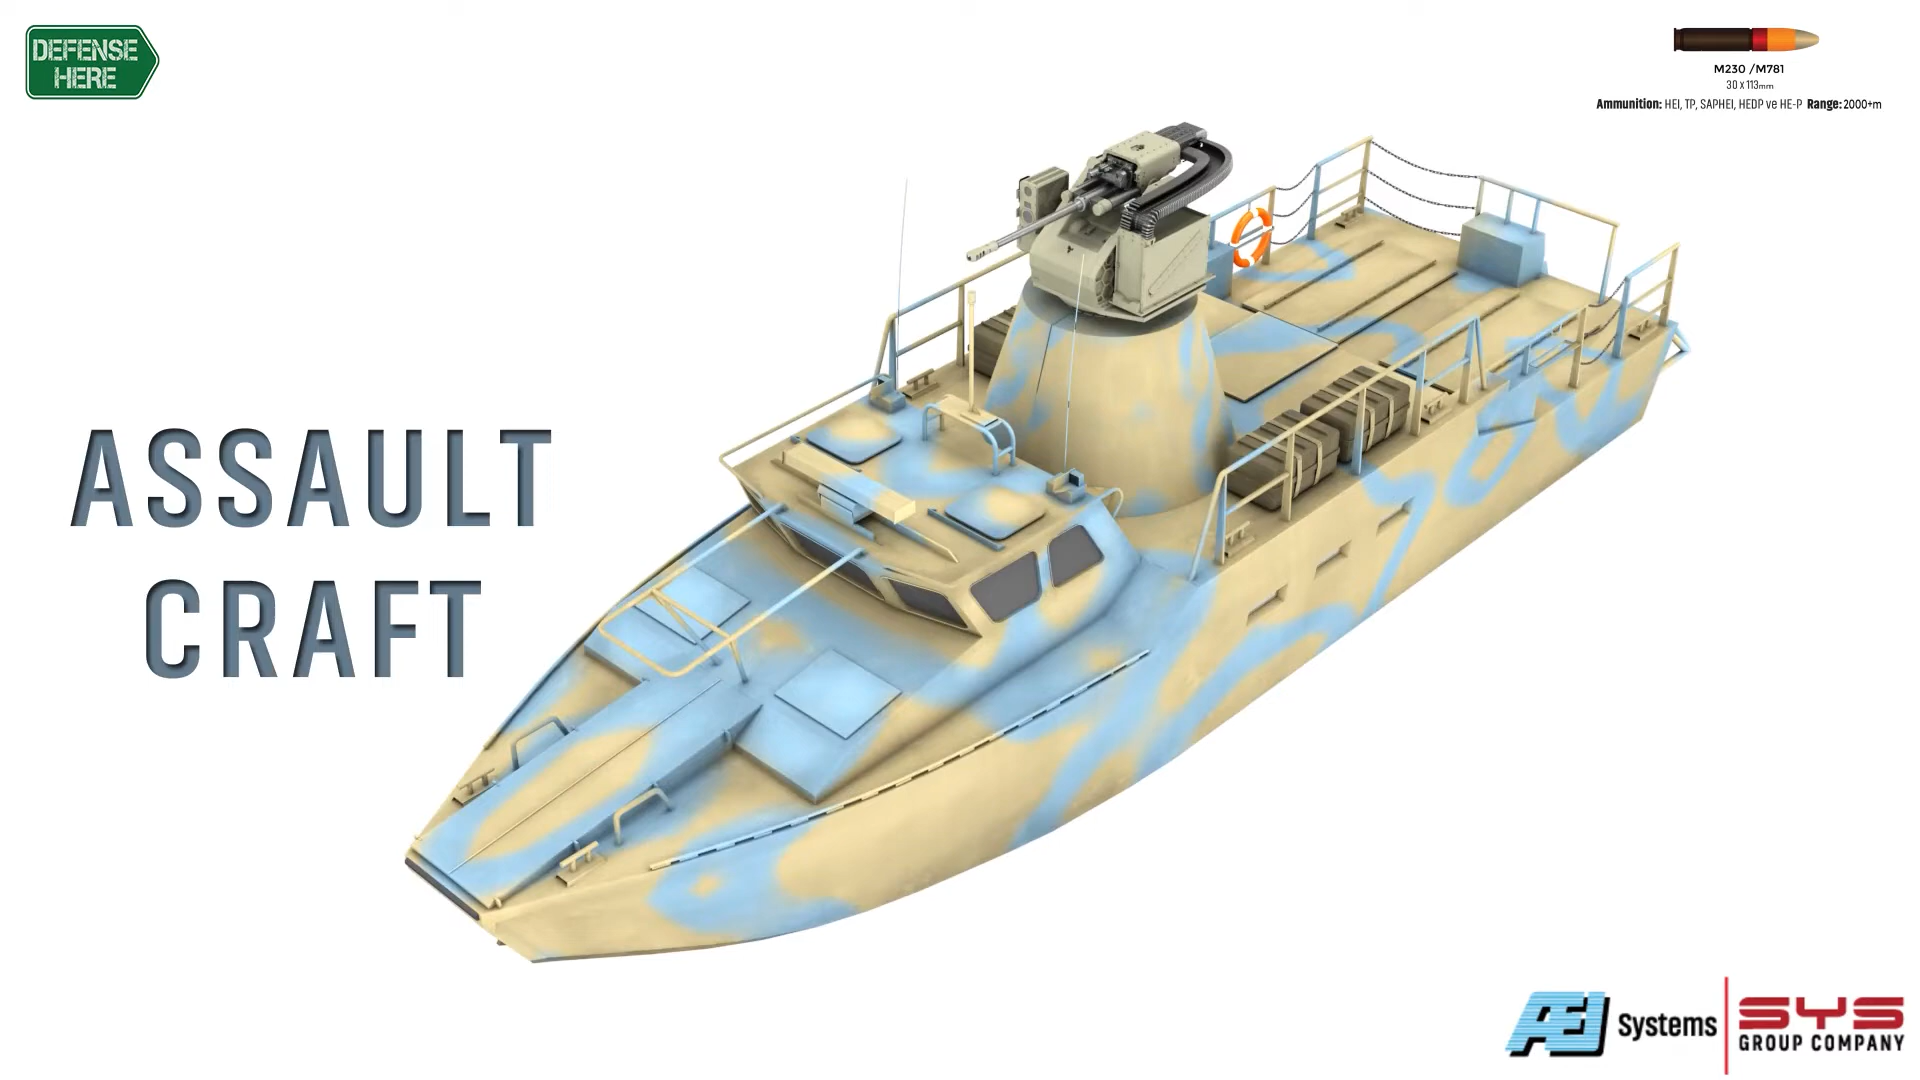 DEFENSE
HERE
M230 /M781
30 x 113mm
Ammunition: HEI, TP, SAPHEI, HEDP ve HE-P Range: 2000+m
ASSAULT
CRAFT
AEI Systems
SYS
GROUP COMPANY